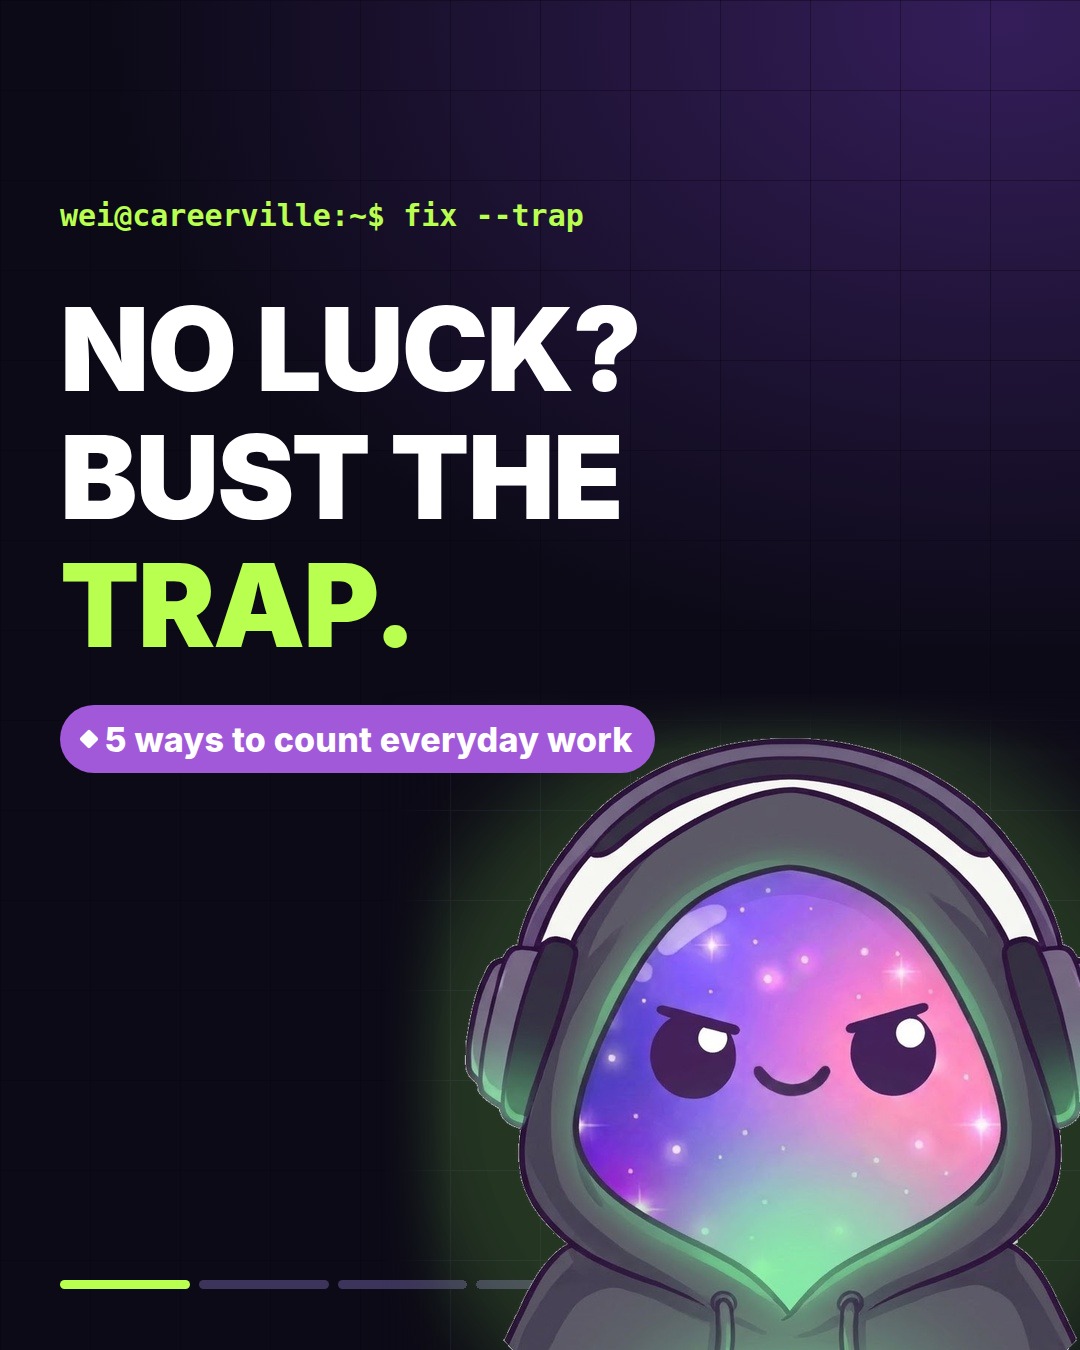 wei@careerville:~$ fix --trap
NO LUCK?
BUST THE
TRAP.
5 ways to count everyday work